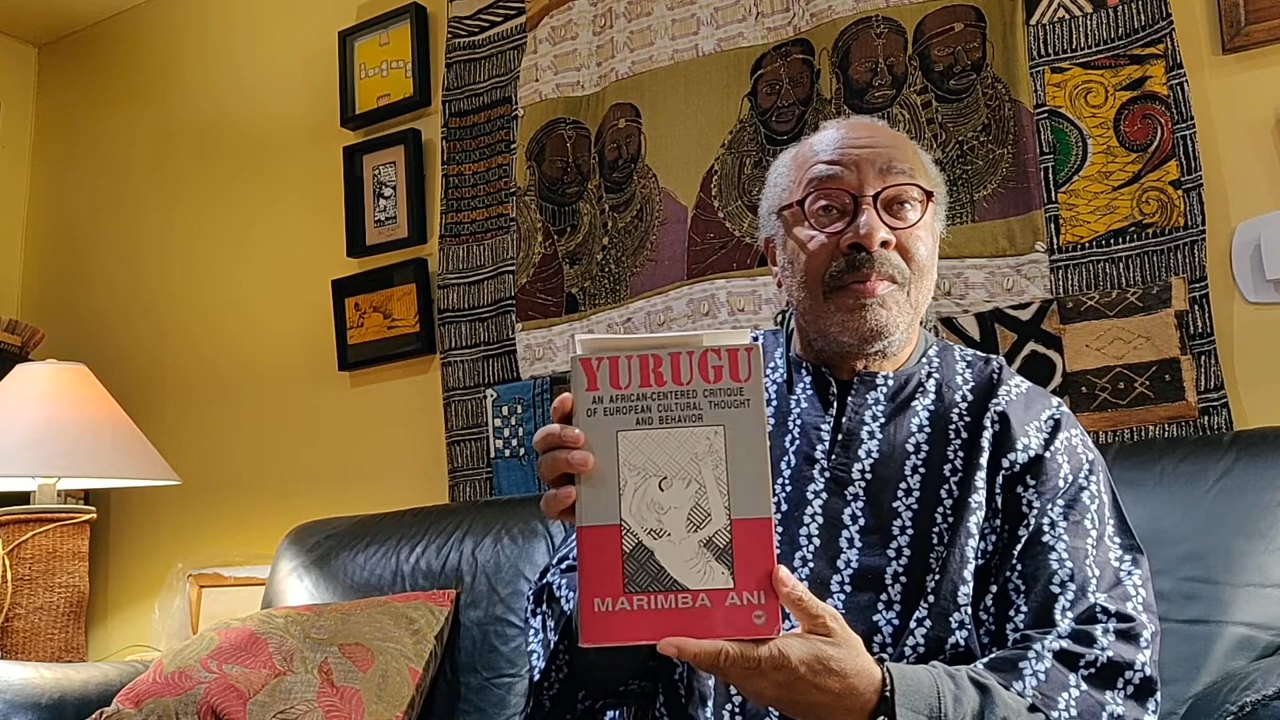 YURUGU
AN AFRICAN-CENTERED CRITIQUE
OF EUROPEAN CULTURAL THOUGHT
AND BEHAVIOR
MARIMBA ANI